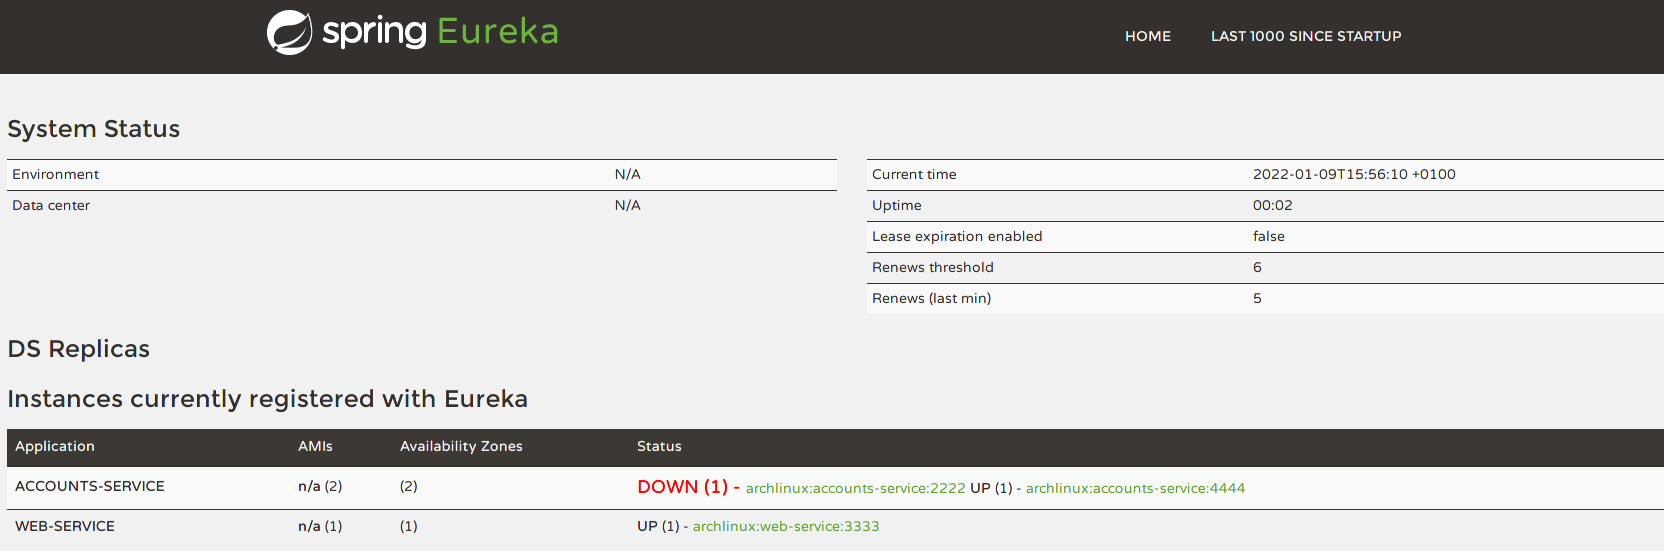 spring Eureka
HOME LAST 1000 SINCE STARTUP
System Status
Environment N/A
Data center N/A
Current time 2022-01-09T15:56:10 +0100
Uptime 00:02
Lease expiration enabled false
Renews threshold 6
Renews (last min) 5
DS Replicas
Instances currently registered with Eureka
Application AMIs Availability Zones Status
ACCOUNTS-SERVICE n/a (2) (2) DOWN (1) - archlinux:accounts-service:2222 UP (1) - archlinux:accounts-service:4444
WEB-SERVICE n/a (1) (1) UP (1) - archlinux:web-service:3333